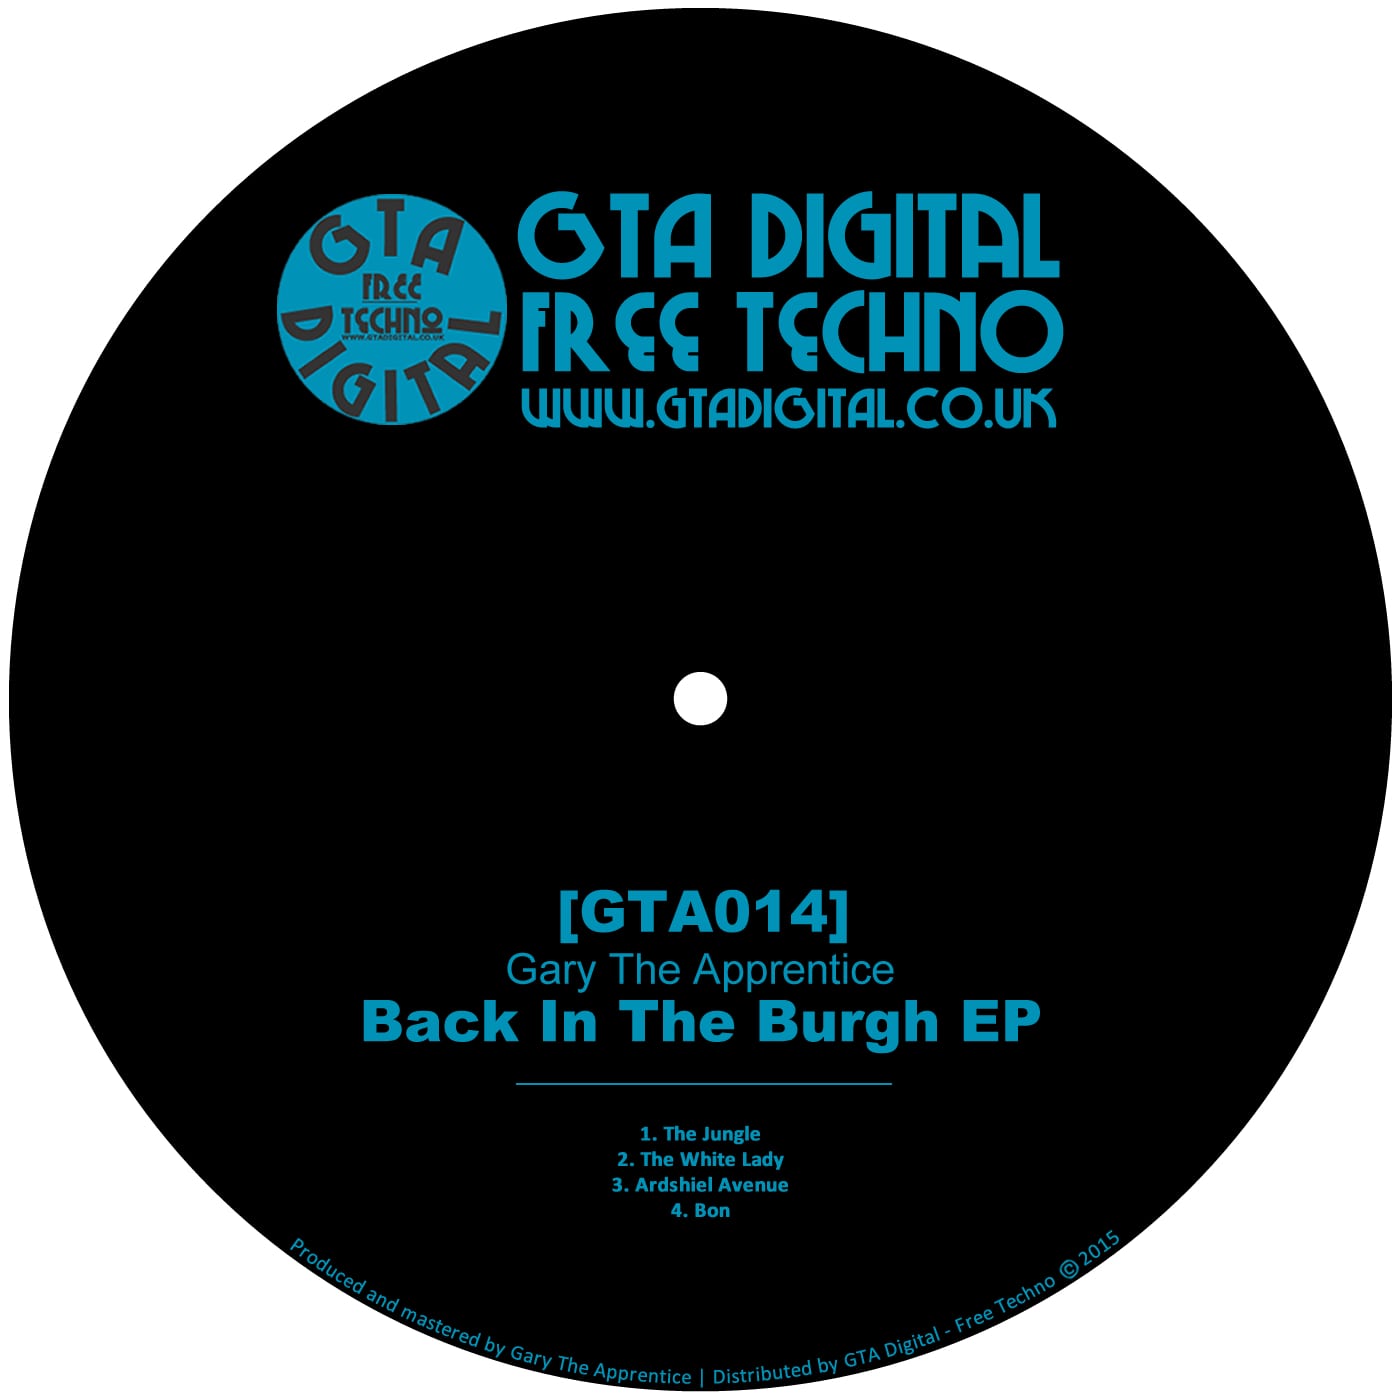 GTA
FREE
TECHNO
WWW.GTADIGITAL.CO.UK
DIGITAL
GTA DIGITAL
FREE TECHNO
WWW.GTADIGITAL.CO.UK
[GTA014]
Gary The Apprentice
Back In The Burgh EP
1. The Jungle
2. The White Lady
3. Ardshiel Avenue
4. Bon
Produced and mastered by Gary The Apprentice | Distributed by GTA Digital - Free Techno © 2015